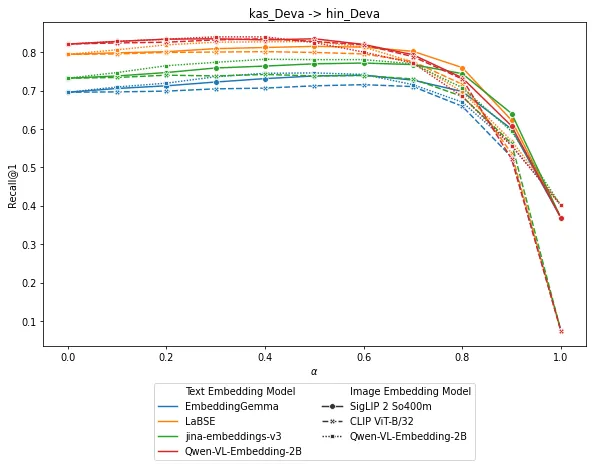 kas_Deva -> hin_Deva
Recall@1
0.8
0.7
0.6
0.5
0.4
0.3
0.2
0.1
0.0
0.2
0.4
0.6
0.8
1.0
α
Text Embedding Model
EmbeddingGemma
LaBSE
jina-embeddings-v3
Qwen-VL-Embedding-2B
Image Embedding Model
SigLIP 2 So400m
CLIP ViT-B/32
Qwen-VL-Embedding-2B